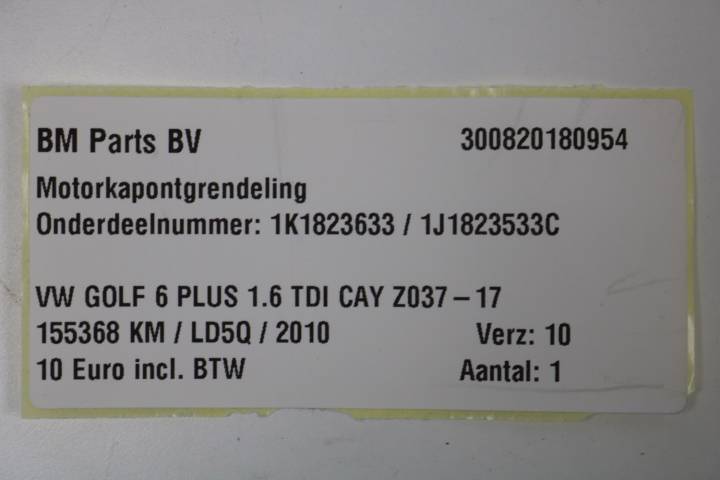 BM Parts BV 300820180954
Motorkapontgrendeling
Onderdeelnummer: 1K1823633 / 1J1823533C
VW GOLF 6 PLUS 1.6 TDI CAY Z037 – 17
155368 KM / LD5Q / 2010 Verz: 10
10 Euro incl. BTW Aantal: 1